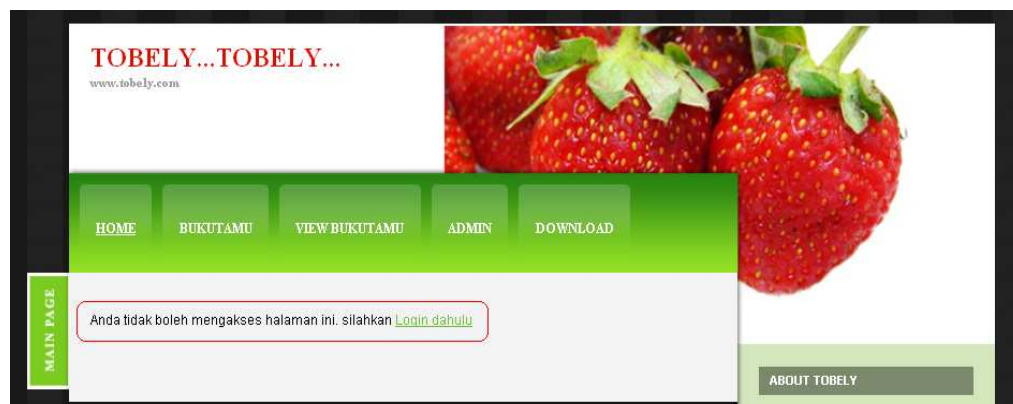 TOBELY...TOBELY...
www.tobely.com
HOME BUKUTAMU VIEW BUKUTAMU ADMIN DOWNLOAD
MAIN PAGE
Anda tidak boleh mengakses halaman ini. silahkan Login dahulu
ABOUT TOBELY